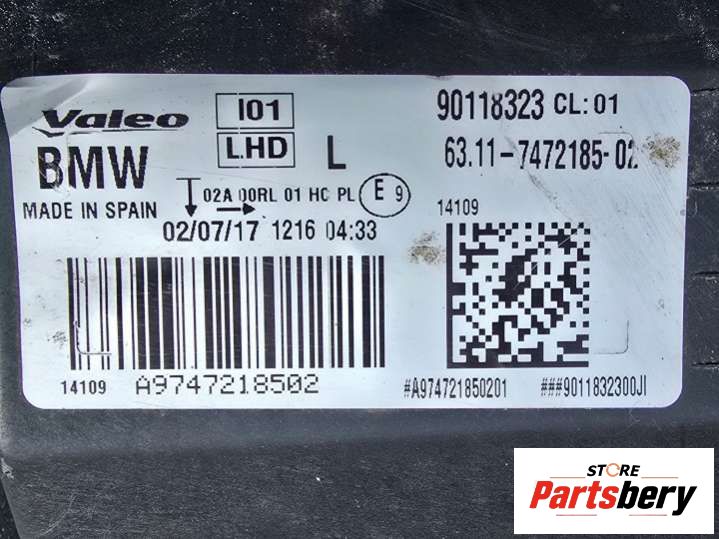 Valeo I01 90118323 CL:01
BMW LHD L 63.11-7472185-02
02A 00RL 01 HC PL E 9
MADE IN SPAIN
14109
02/07/17 1216 04:33
14109 A9747218502
#A974721850201 ###9011832300JI
STORE
Partsbery